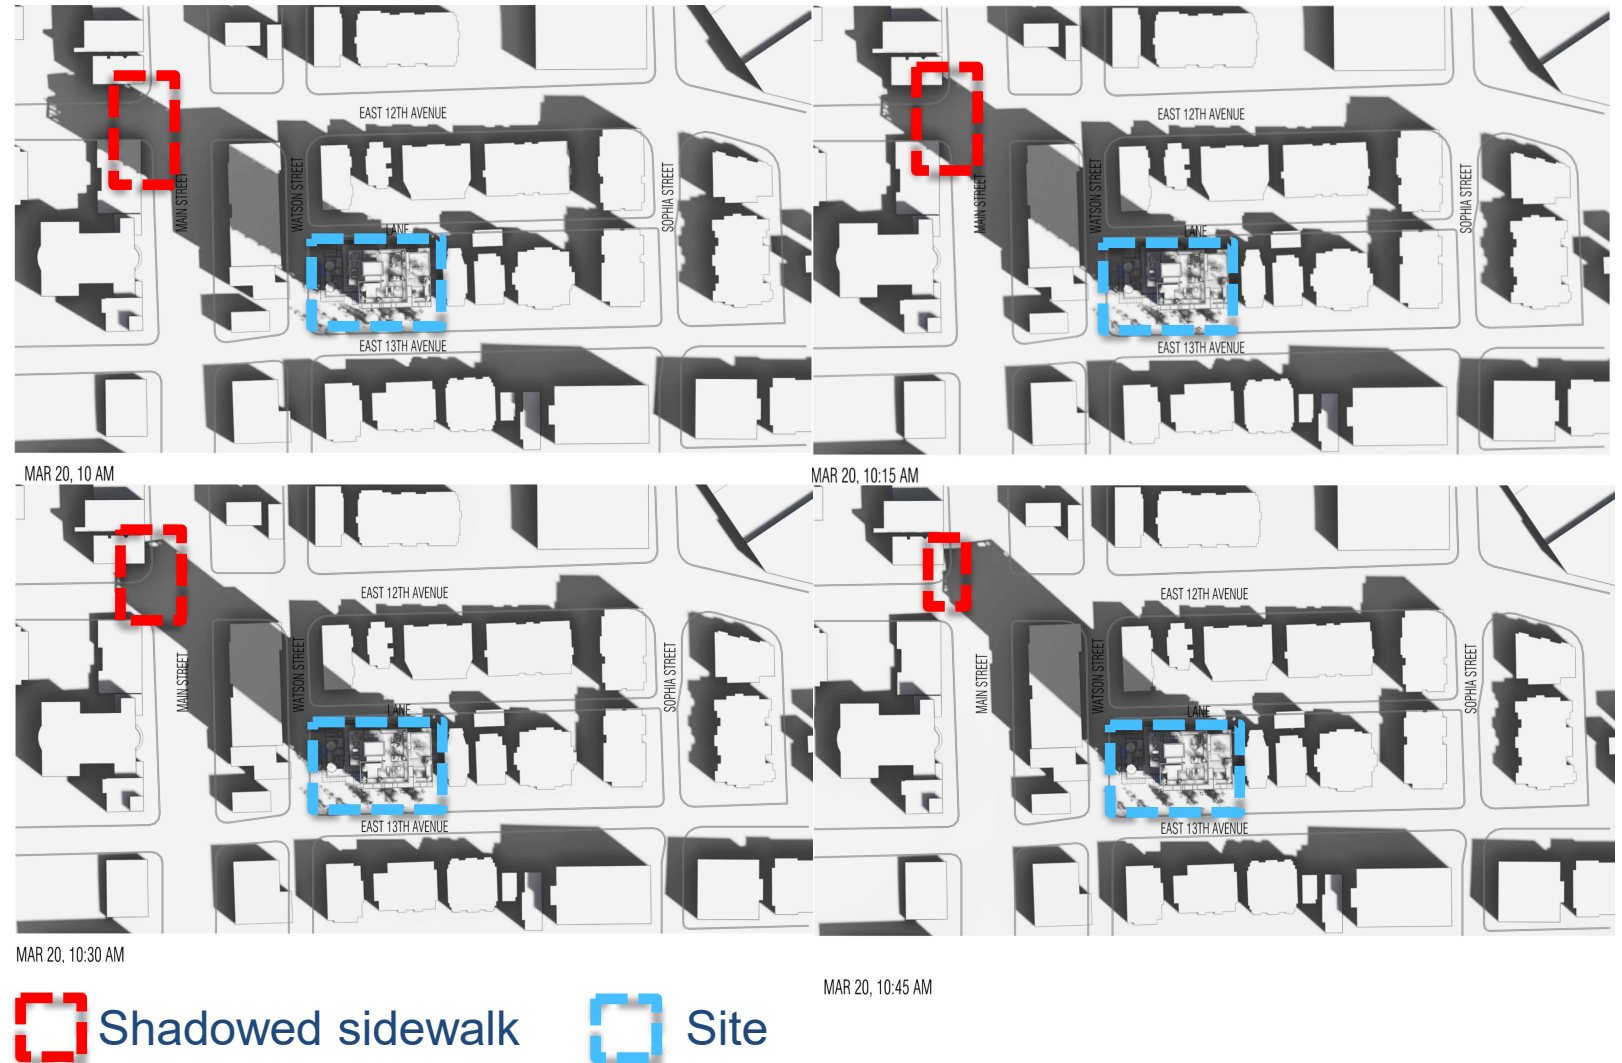 EAST 12TH AVENUE
MAIN STREET
WATSON STREET
SOPHIA STREET
LANE
EAST 13TH AVENUE
MAR 20, 10 AM
EAST 12TH AVENUE
MAIN STREET
WATSON STREET
SOPHIA STREET
LANE
EAST 13TH AVENUE
MAR 20, 10:15 AM
EAST 12TH AVENUE
MAIN STREET
WATSON STREET
SOPHIA STREET
LANE
EAST 13TH AVENUE
MAR 20, 10:30 AM
EAST 12TH AVENUE
MAIN STREET
WATSON STREET
SOPHIA STREET
LANE
EAST 13TH AVENUE
MAR 20, 10:45 AM
Shadowed sidewalk
Site